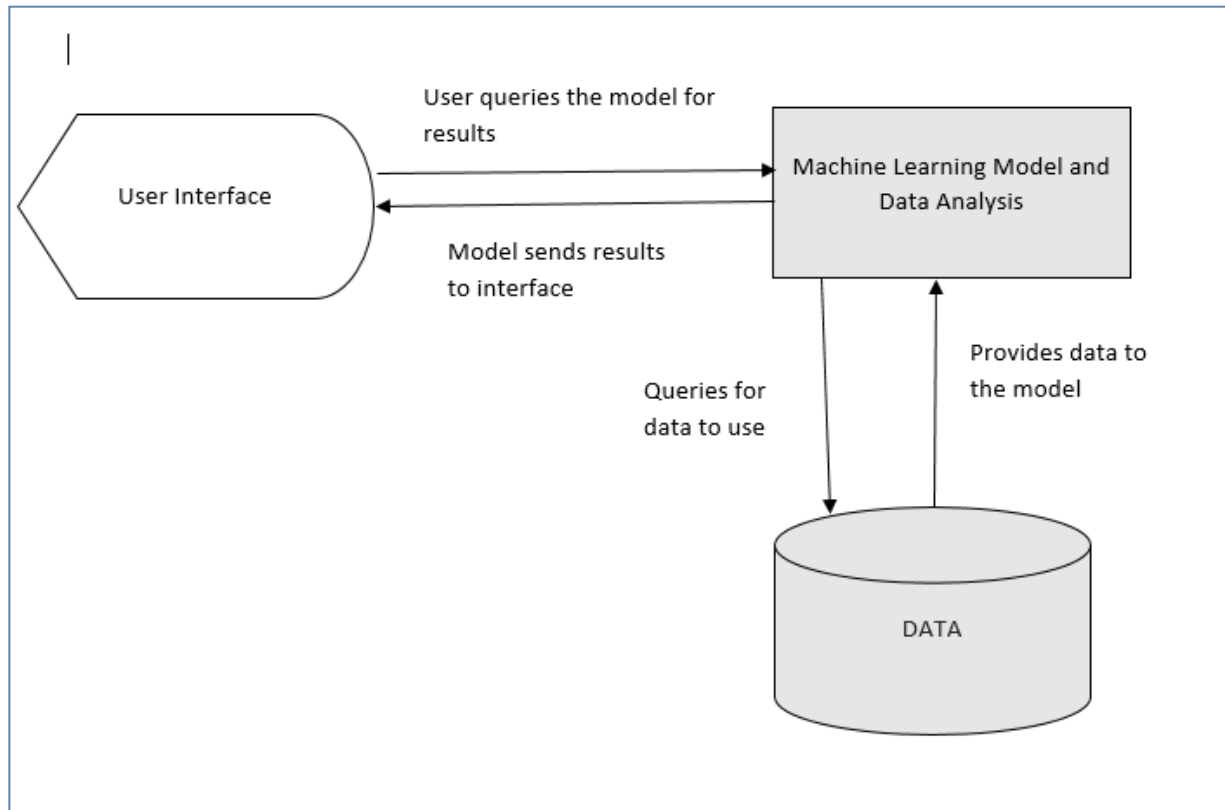 User queries the model for
results
User Interface
Machine Learning Model and
Data Analysis
Model sends results
to interface
Queries for
data to use
Provides data to
the model
DATA